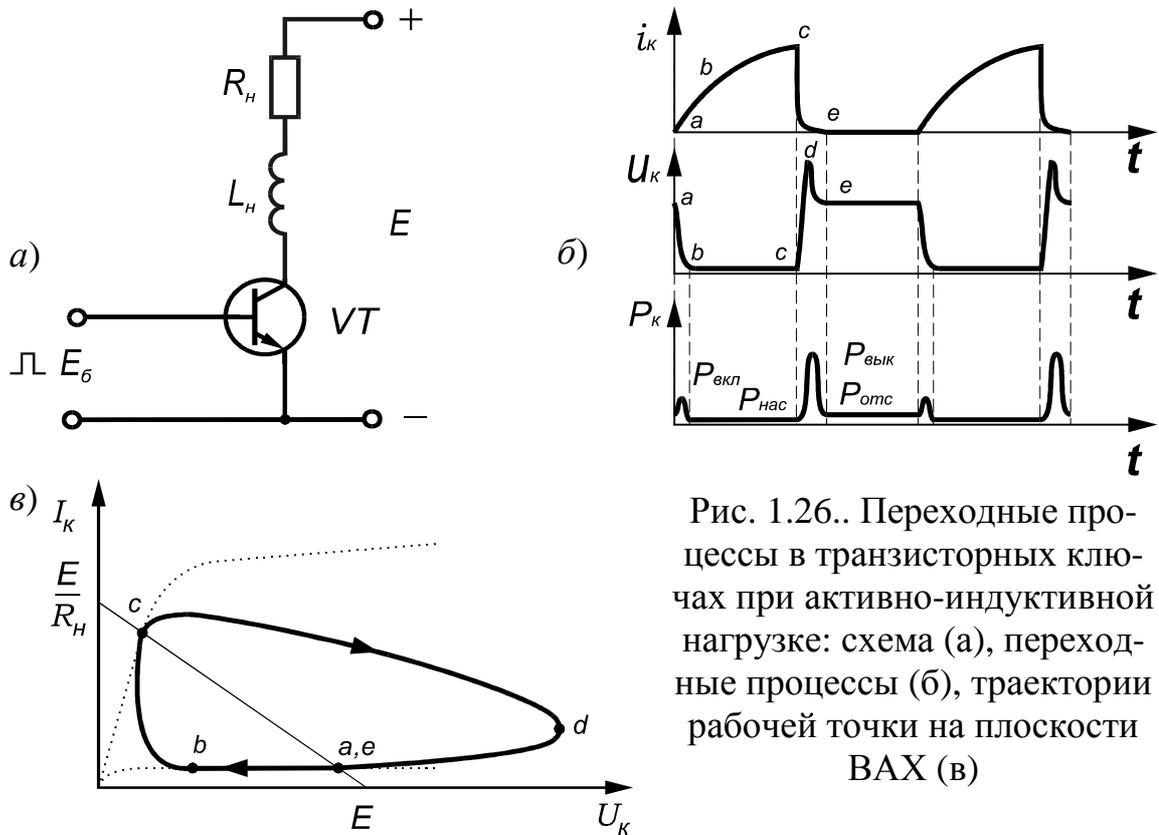 а)
+
Rн
Lн
E
VT
Eб
−
б)
iк
a
b
c
e
t
Uк
a
b
c
d
e
t
Pк
Pвкл
Pнас
Pвык
Pотс
t
в)
Iк
E
Rн
c
b
a,e
d
E
Uк
Рис. 1.26.. Переходные про-
цессы в транзисторных клю-
чах при активно-индуктивной
нагрузке: схема (а), переход-
ные процессы (б), траектории
рабочей точки на плоскости
ВАХ (в)